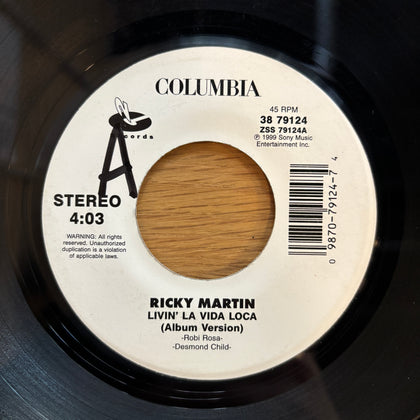 COLUMBIA
45 RPM
38 79124
ZSS 79124A
℗ 1999 Sony Music
Entertainment Inc.
A
STEREO
4:03
WARNING: All rights
reserved. Unauthorized
duplication is a violation
of applicable laws.
0 9870-79124-7 4
RICKY MARTIN
LIVIN' LA VIDA LOCA
(Album Version)
-Robi Rosa-
-Desmond Child-